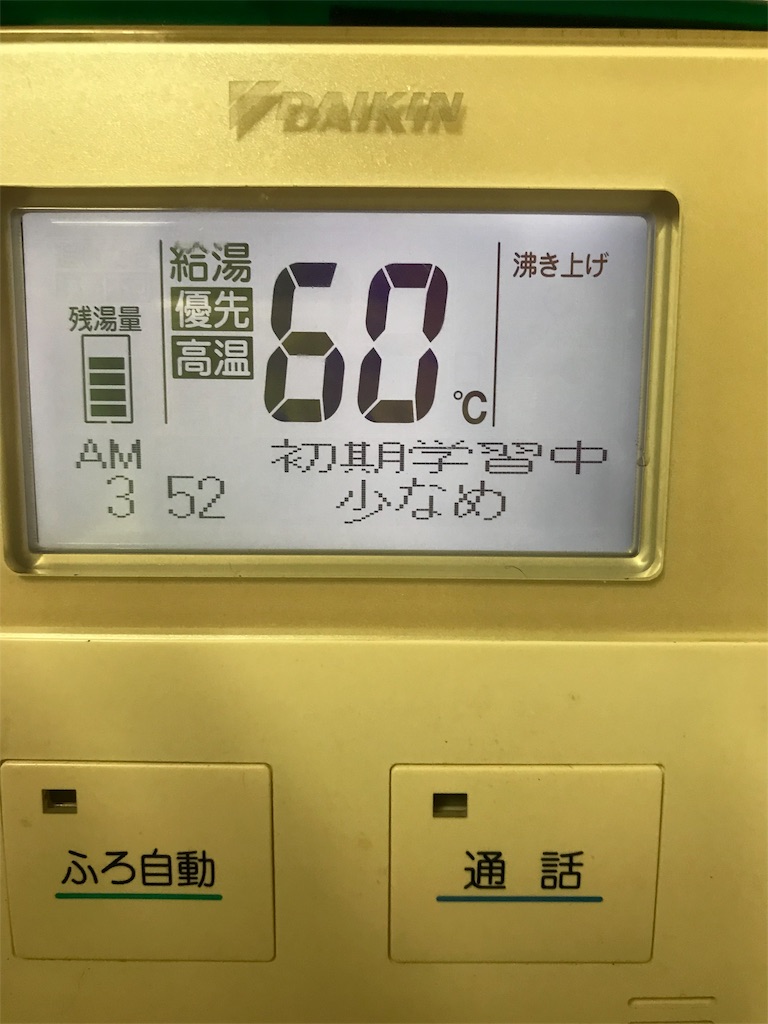 DAIKIN
残湯量
給湯
優先
高温
60℃
沸き上げ
AM
3 52
初期学習中
少なめ
ふろ自動
通話